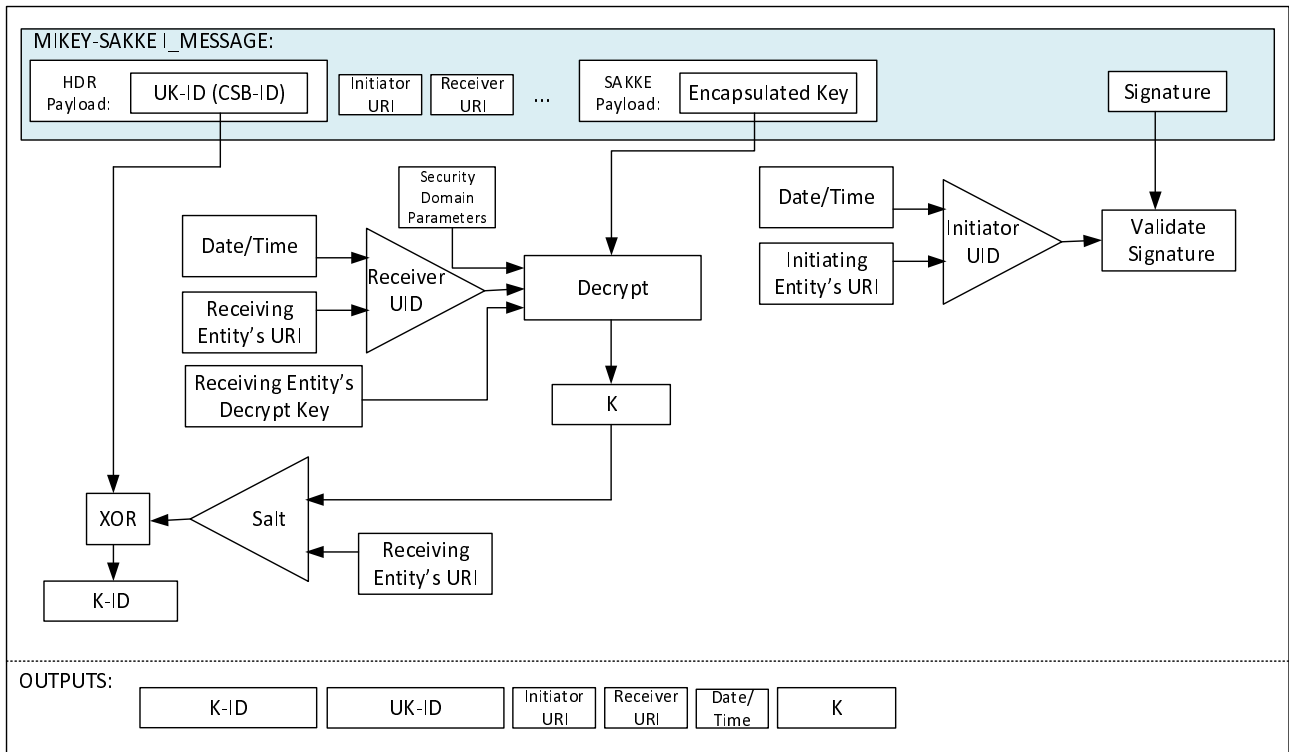 MIKEY-SAKKE I_MESSAGE:
HDR
Payload:
UK-ID (CSB-ID)
Initiator
URI
Receiver
URI
...
SAKKE
Payload:
Encapsulated Key
Signature
Security
Domain
Parameters
Date/Time
Receiving
Entity's URI
Receiver
UID
Receiving Entity's
Decrypt Key
Decrypt
K
Date/Time
Initiating
Entity's URI
Initiator
UID
Validate
Signature
XOR
Salt
Receiving
Entity's URI
K-ID
OUTPUTS:
K-ID
UK-ID
Initiator
URI
Receiver
URI
Date/
Time
K